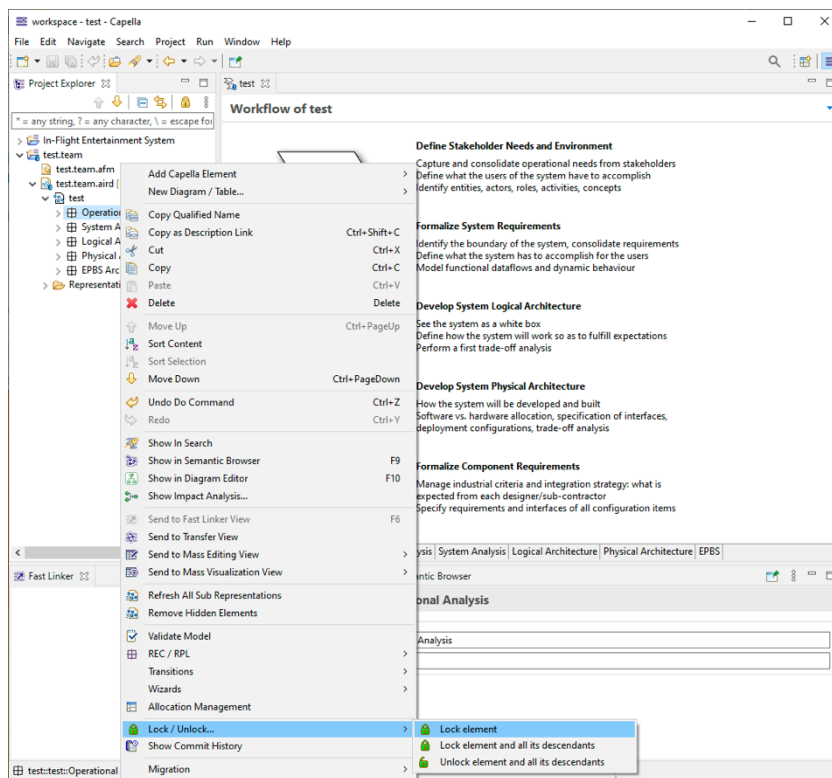 workspace - test - Capella
File Edit Navigate Search Project Run Window Help
Project Explorer
test
* = any string, ? = any character, \ = escape for
Workflow of test
In-Flight Entertainment System
test.team
test.team.afm
test.team.aird [
test
Operation
System A
Logical A
Physical A
EPBS Arc
Representati
Add Capella Element
New Diagram / Table...
Copy Qualified Name
Copy as Description Link Ctrl+Shift+C
Cut Ctrl+X
Copy Ctrl+C
Paste Ctrl+V
Delete Delete
Move Up Ctrl+PageUp
Sort Content
Sort Selection
Move Down Ctrl+PageDown
Undo Do Command Ctrl+Z
Redo Ctrl+Y
Show In Search
Show in Semantic Browser F9
Show in Diagram Editor F10
Show Impact Analysis...
Send to Fast Linker View F6
Send to Transfer View
Send to Mass Editing View
Send to Mass Visualization View
Refresh All Sub Representations
Remove Hidden Elements
Validate Model
REC / RPL
Transitions
Wizards
Allocation Management
Lock / Unlock...
Show Commit History
Migration
Lock element
Lock element and all its descendants
Unlock element and all its descendants
Define Stakeholder Needs and Environment
Capture and consolidate operational needs from stakeholders
Define what the users of the system have to accomplish
Identify entities, actors, roles, activities, concepts
Formalize System Requirements
Identify the boundary of the system, consolidate requirements
Define what the system has to accomplish for the users
Model functional dataflows and dynamic behaviour
Develop System Logical Architecture
See the system as a white box
Define how the system will work so as to fulfill expectations
Perform a first trade-off analysis
Develop System Physical Architecture
How the system will be developed and built
Software vs. hardware allocation, specification of interfaces,
deployment configurations, trade-off analysis
Formalize Component Requirements
Manage industrial criteria and integration strategy: what is
expected from each designer/sub-contractor
Specify requirements and interfaces of all configuration items
ysis System Analysis Logical Architecture Physical Architecture EPBS
Fast Linker
ntic Browser
onal Analysis
Analysis
test::test::Operational